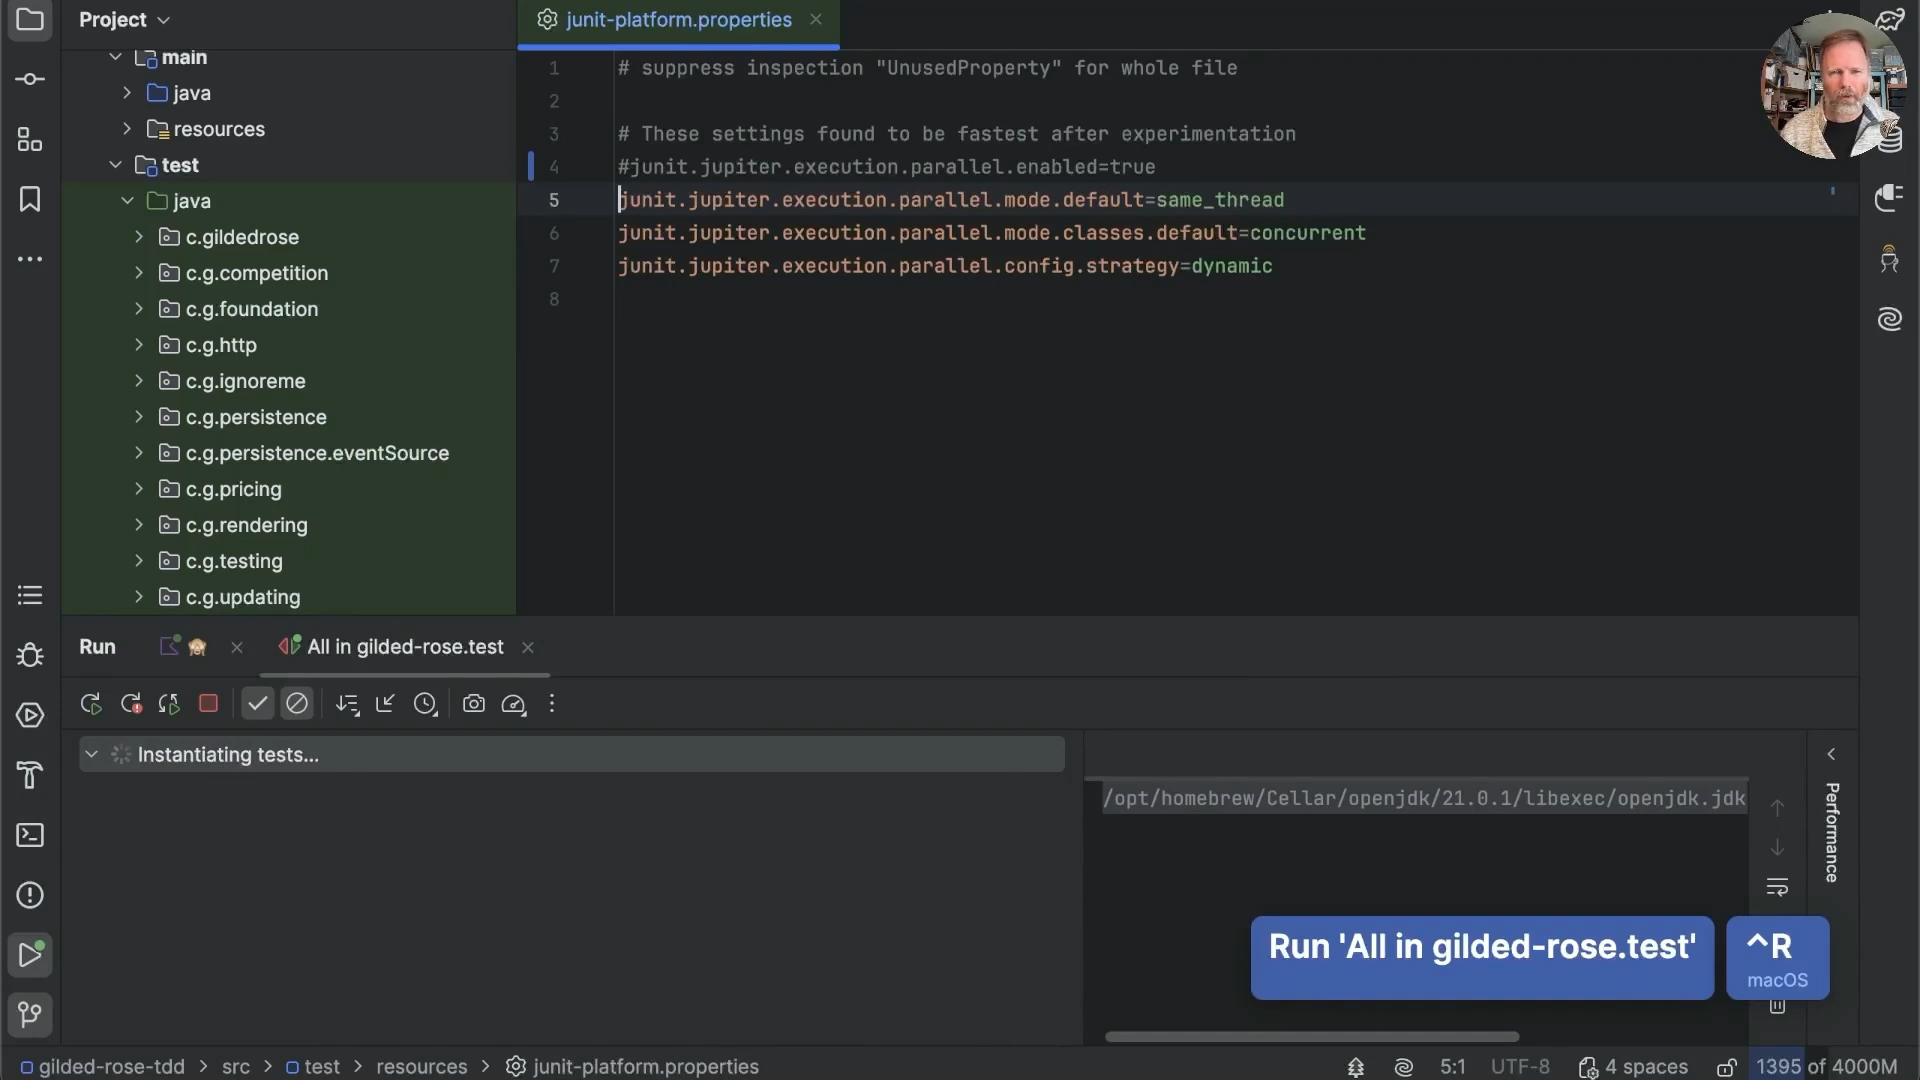 Project
junit-platform.properties
main
java
resources
test
java
c.gildedrose
c.g.competition
c.g.foundation
c.g.http
c.g.ignoreme
c.g.persistence
c.g.persistence.eventSource
c.g.pricing
c.g.rendering
c.g.testing
c.g.updating
1 # suppress inspection "UnusedProperty" for whole file
2
3 # These settings found to be fastest after experimentation
4 #junit.jupiter.execution.parallel.enabled=true
5 junit.jupiter.execution.parallel.mode.default=same_thread
6 junit.jupiter.execution.parallel.mode.classes.default=concurrent
7 junit.jupiter.execution.parallel.config.strategy=dynamic
8
Run All in gilded-rose.test
Instantiating tests...
/opt/homebrew/Cellar/openjdk/21.0.1/libexec/openjdk.jdk
Performance
Run 'All in gilded-rose.test' ^R
macOS
gilded-rose-tdd > src > test > resources > junit-platform.properties 5:1 UTF-8 4 spaces 1395 of 4000M